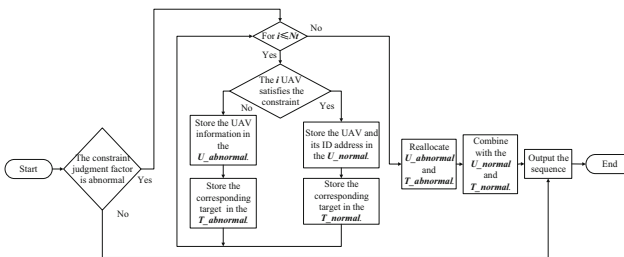 Start
The constraint
judgment factor
is abnormal
Yes
No
For i≤Nt
No
Yes
The i UAV
satisfies the
constraint
No
Yes
Store the UAV
information in
the
U_abnormal.
Store the
corresponding
target in the
T_abnormal.
Store the UAV and
its ID address in
the U_normal.
Store the
corresponding
target in the
T_normal.
Reallocate
U_abnormal
and
T_abnormal.
Combine
with the
U_normal
and
T_normal.
Output the
sequence
End